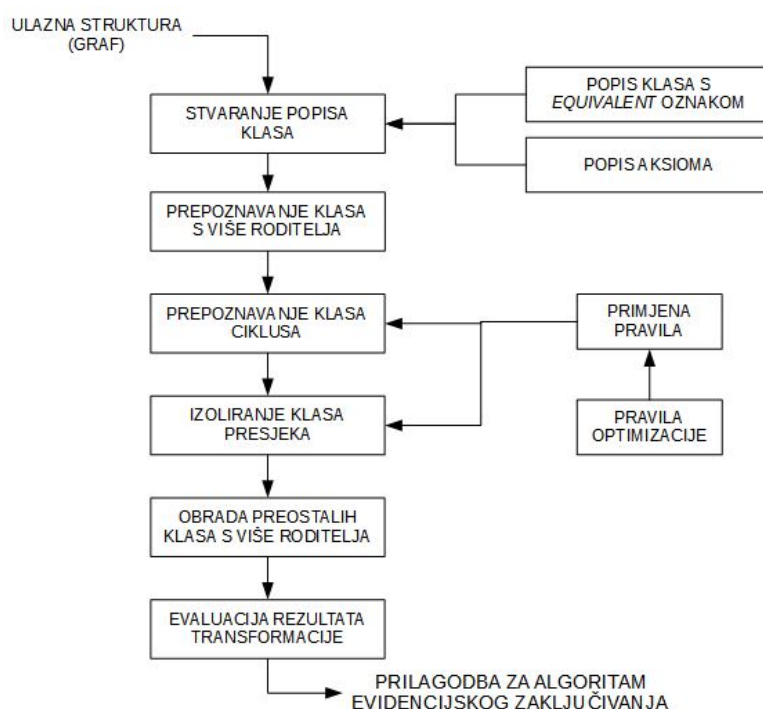 ULAZNA STRUKTURA
(GRAF)
POPIS KLASA S
EQUIVALENT OZNAKOM
STVARANJE POPISA
KLASA
POPIS AKSIOMA
PREPOZNAVANJE KLASA
S VIŠE RODITELJA
PREPOZNAVANJE KLASA
CIKLUSA
PRIMJENA
PRAVILA
IZOLIRANJE KLASA
PRESJEKA
PRAVILA
OPTIMIZACIJE
OBRADA PREOSTALIH
KLASA S VIŠE RODITELJA
EVALUACIJA REZULTATA
TRANSFORMACIJE
PRILAGODBA ZA ALGORITAM
EVIDENCIJSKOG ZAKLJUČIVANJA